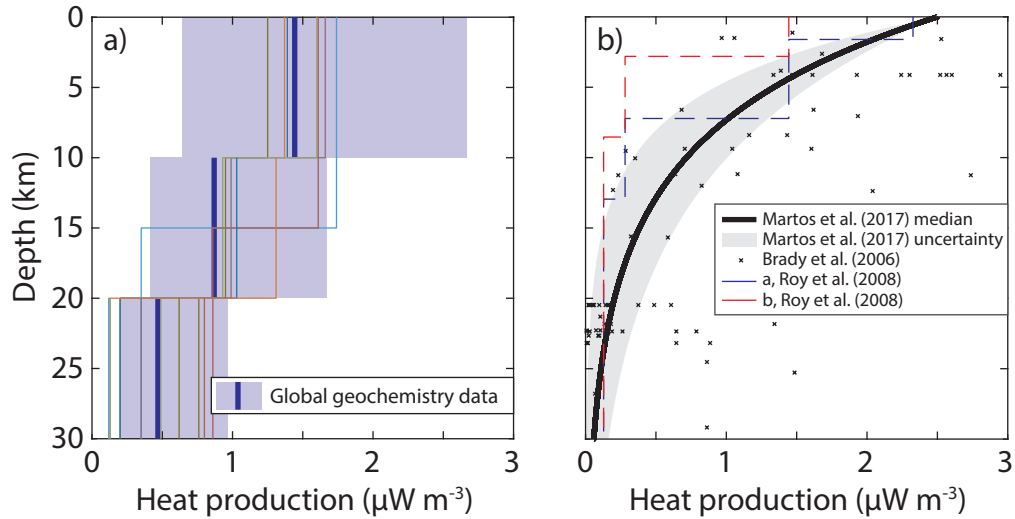 a)
0
5
10
15
20
25
30
Depth (km)
Global geochemistry data
0
1
2
3
Heat production (μW m⁻³)
b)
Martos et al. (2017) median
Martos et al. (2017) uncertainty
Brady et al. (2006)
a, Roy et al. (2008)
b, Roy et al. (2008)
0
1
2
3
Heat production (μW m⁻³)